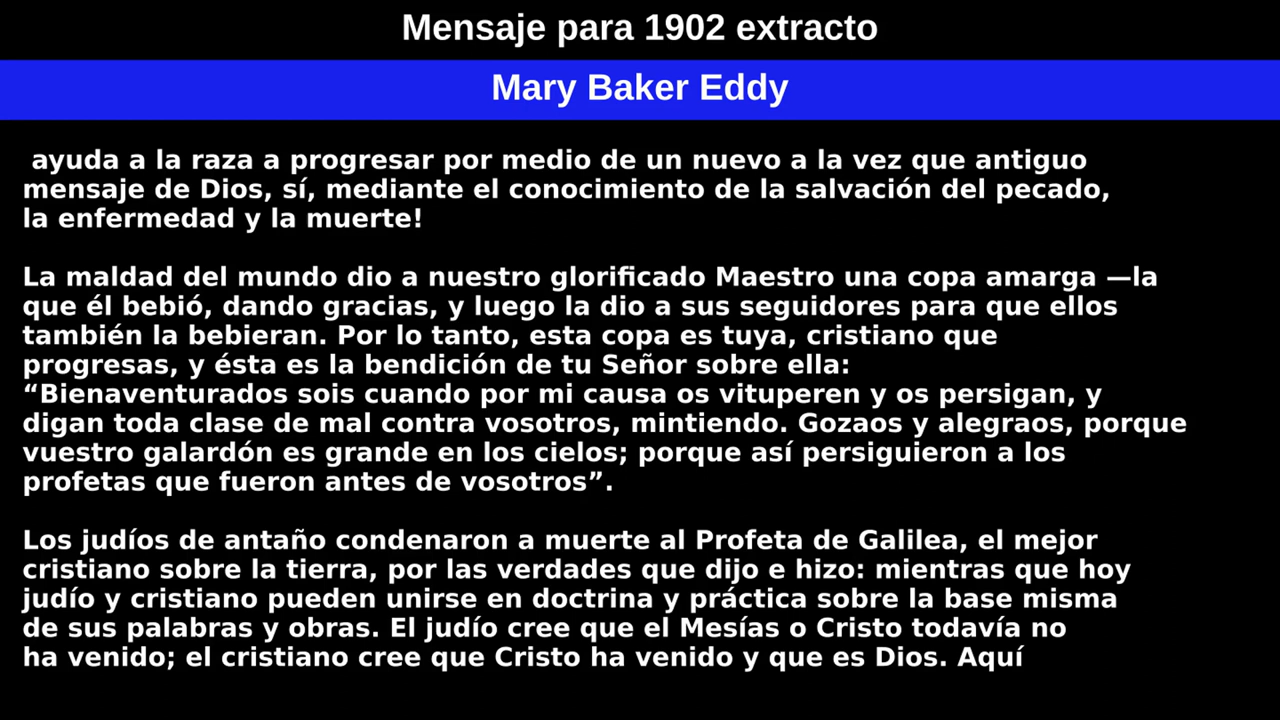 Mensaje para 1902 extracto
Mary Baker Eddy
ayuda a la raza a progresar por medio de un nuevo a la vez que antiguo
mensaje de Dios, sí, mediante el conocimiento de la salvación del pecado,
la enfermedad y la muerte!
La maldad del mundo dio a nuestro glorificado Maestro una copa amarga —la
que él bebió, dando gracias, y luego la dio a sus seguidores para que ellos
también la bebieran. Por lo tanto, esta copa es tuya, cristiano que
progresas, y ésta es la bendición de tu Señor sobre ella:
“Bienaventurados sois cuando por mi causa os vituperen y os persigan, y
digan toda clase de mal contra vosotros, mintiendo. Gozaos y alegraos, porque
vuestro galardón es grande en los cielos; porque así persiguieron a los
profetas que fueron antes de vosotros”.
Los judíos de antaño condenaron a muerte al Profeta de Galilea, el mejor
cristiano sobre la tierra, por las verdades que dijo e hizo: mientras que hoy
judío y cristiano pueden unirse en doctrina y práctica sobre la base misma
de sus palabras y obras. El judío cree que el Mesías o Cristo todavía no
ha venido; el cristiano cree que Cristo ha venido y que es Dios. Aquí